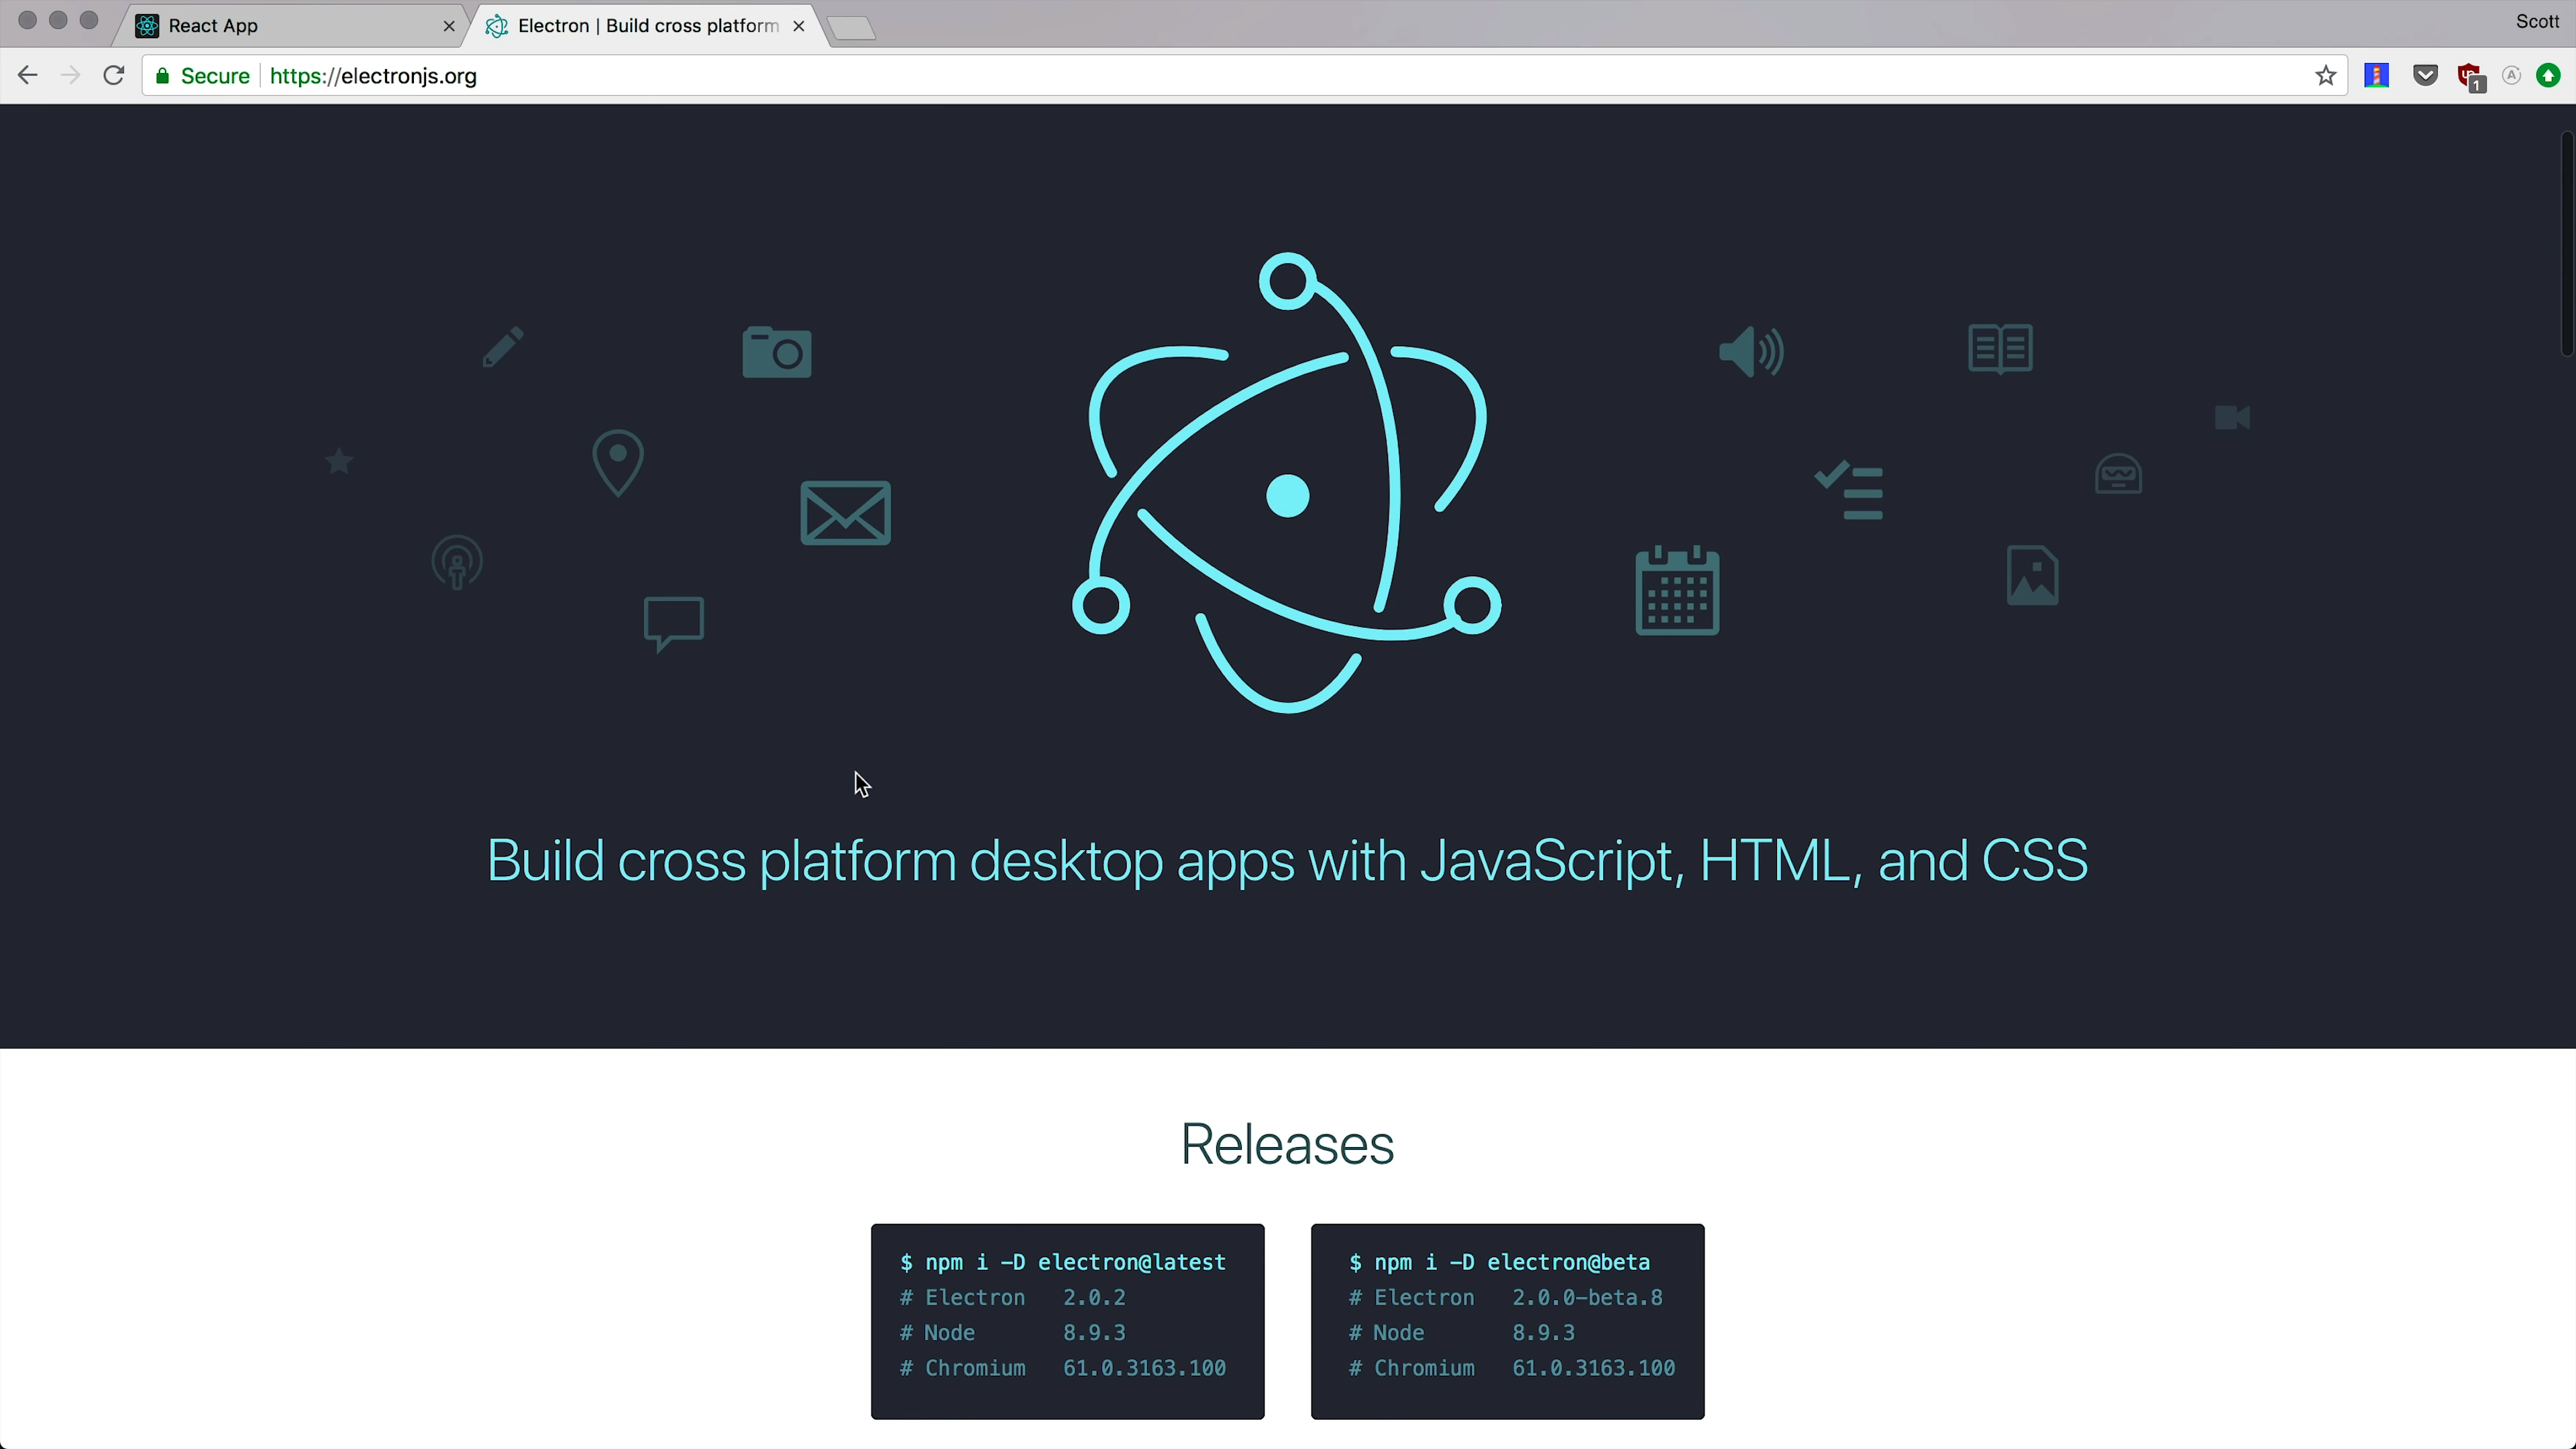 React App
Electron | Build cross platform
Scott
Secure
https://electronjs.org
1
Build cross platform desktop apps with JavaScript, HTML, and CSS
Releases
$ npm i -D electron@latest
# Electron 2.0.2
# Node 8.9.3
# Chromium 61.0.3163.100
$ npm i -D electron@beta
# Electron 2.0.0-beta.8
# Node 8.9.3
# Chromium 61.0.3163.100